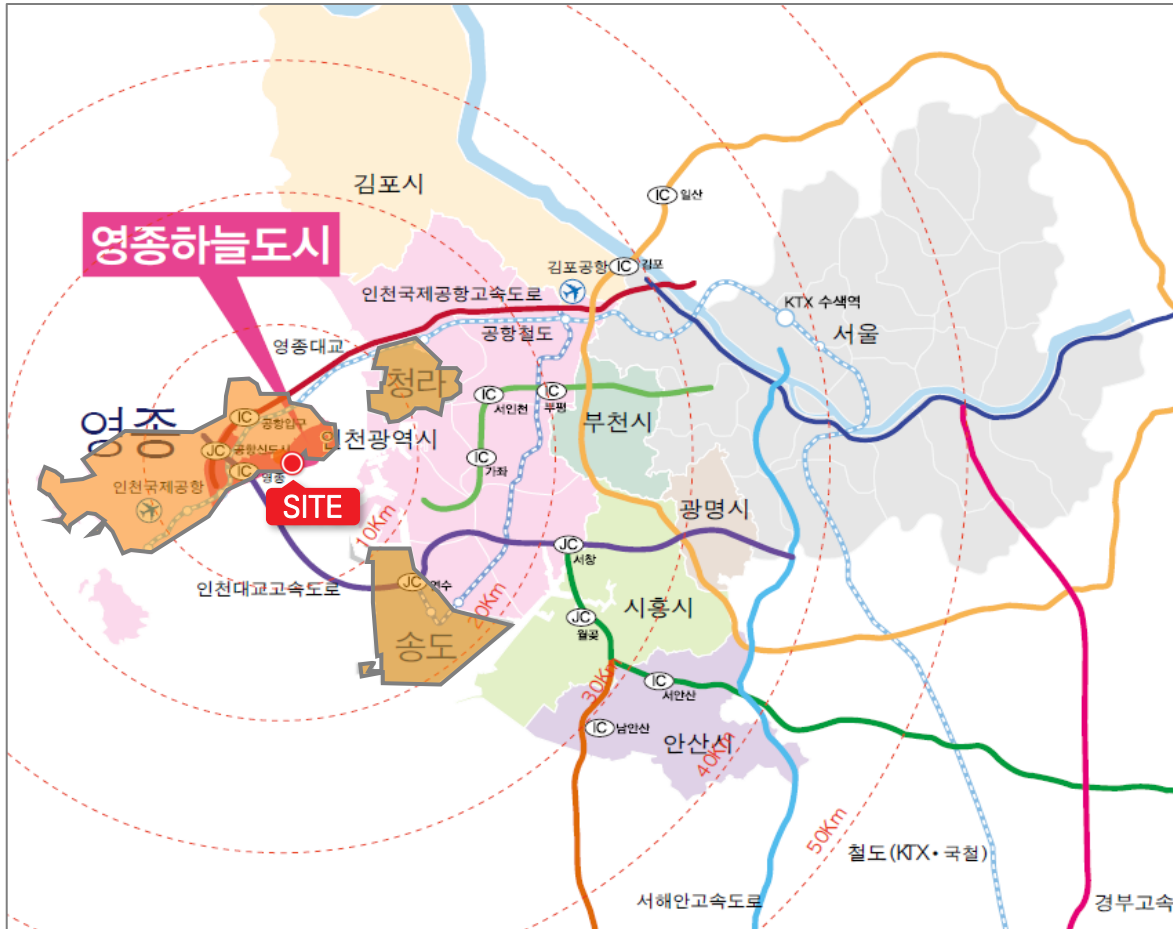 김포시
IC 일산
영종하늘도시
김포공항 IC 김포
인천국제공항고속도로
KTX 수색역
공항철도
서울
영종대교
청라
IC 서인천
IC 부평
부천시
영종
IC 공항입구
인천광역시
JC 공항신도시
IC 가좌
IC 영종
인천국제공항
SITE
광명시
10Km
JC 서창
인천대교고속도로
JC 연수
20Km
시흥시
JC 월곶
송도
30Km
IC 서안산
IC 남안산
안산시
40Km
50Km
철도(KTX•국철)
서해안고속도로
경부고속